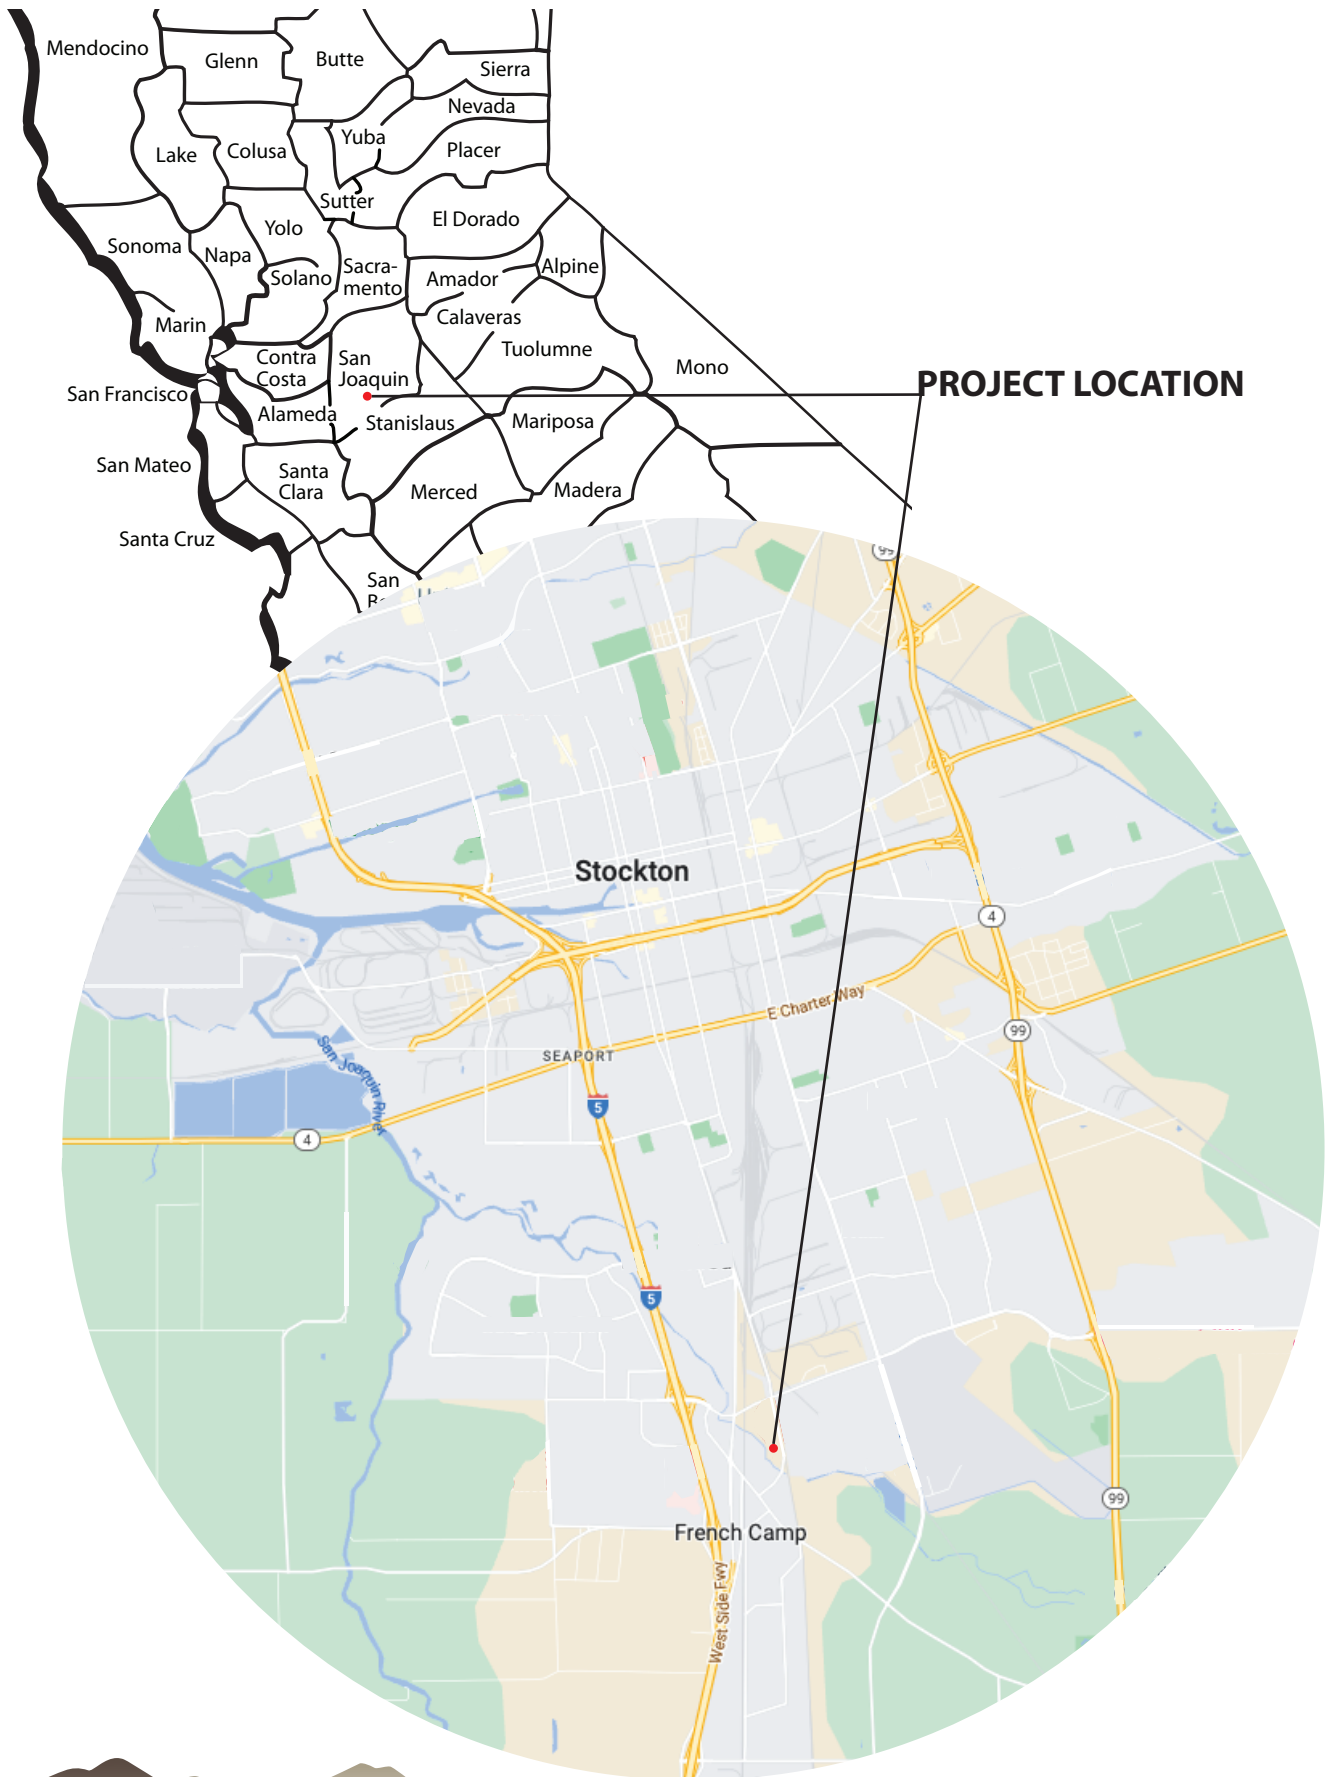 Mendocino
Glenn
Butte
Sierra
Nevada
Yuba
Placer
Lake
Colusa
Sutter
El Dorado
Yolo
Sonoma
Napa
Solano
Sacra-
mento
Amador
Alpine
Calaveras
Marin
Tuolumne
Contra
Costa
San
Joaquin
Mono
San Francisco
Alameda
Stanislaus
Mariposa
PROJECT LOCATION
San Mateo
Santa
Clara
Merced
Madera
Santa Cruz
San
99
Stockton
4
E Charter Way
99
SEAPORT
San Joaquin River
5
4
5
99
French Camp
West Side Fwy